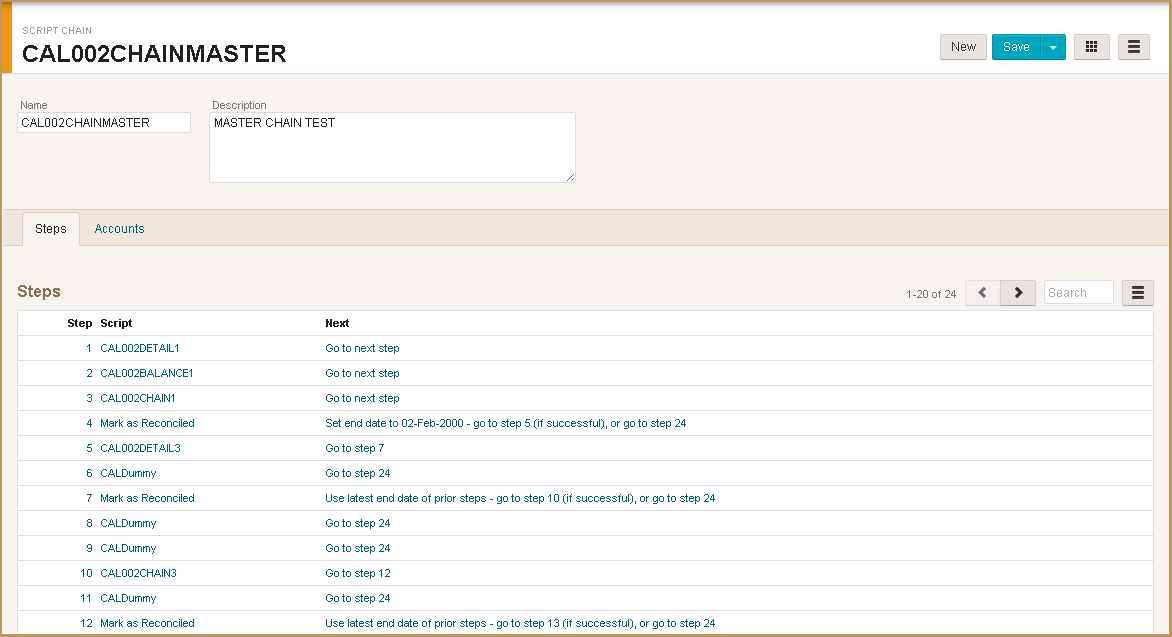 SCRIPT CHAIN
CAL002CHAINMASTER
New Save
Name Description
CAL002CHAINMASTER MASTER CHAIN TEST
Steps Accounts
Steps 1-20 of 24 Search
Step Script Next
1 CAL002DETAIL1 Go to next step
2 CAL002BALANCE1 Go to next step
3 CAL002CHAIN1 Go to next step
4 Mark as Reconciled Set end date to 02-Feb-2000 - go to step 5 (if successful), or go to step 24
5 CAL002DETAIL3 Go to step 7
6 CALDummy Go to step 24
7 Mark as Reconciled Use latest end date of prior steps - go to step 10 (if successful), or go to step 24
8 CALDummy Go to step 24
9 CALDummy Go to step 24
10 CAL002CHAIN3 Go to step 12
11 CALDummy Go to step 24
12 Mark as Reconciled Use latest end date of prior steps - go to step 13 (if successful), or go to step 24